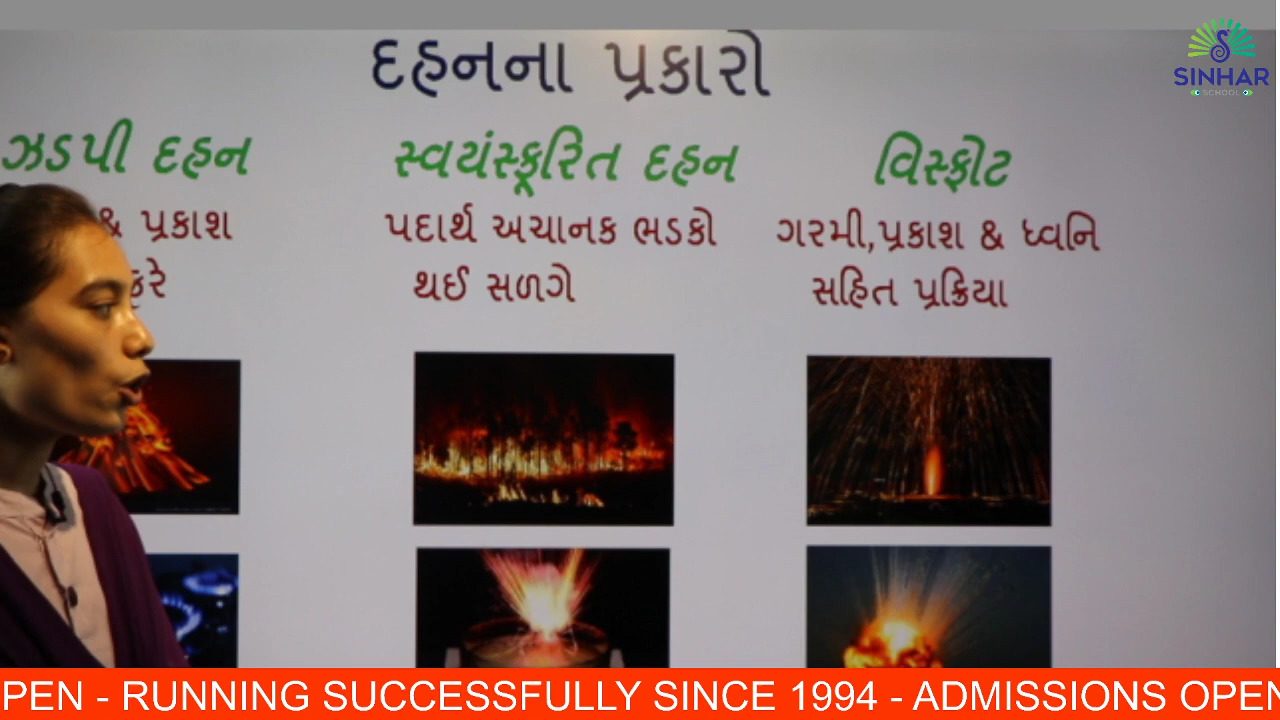 દહનના પ્રકારો
SINHAR
SCHOOL
ઝડપી દહન
સ્વયંસ્ફૂરિત દહન
વિસ્ફોટ
& પ્રકાશ
કરે
પદાર્થ અચાનક ભડકો
થઈ સળગે
ગરમી,પ્રકાશ & ધ્વનિ
સહિત પ્રક્રિયા
PEN - RUNNING SUCCESSFULLY SINCE 1994 - ADMISSIONS OPEN